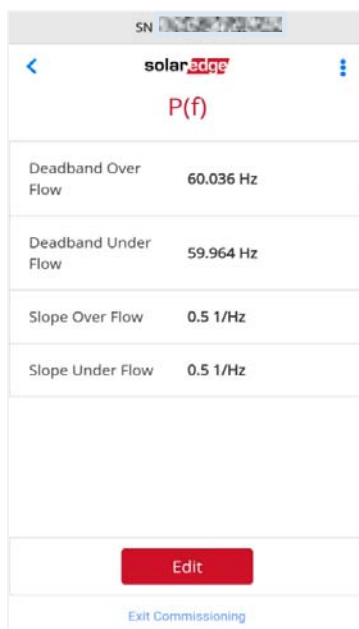 SN
solaredge
P(f)
Deadband Over
Flow
60.036 Hz
Deadband Under
Flow
59.964 Hz
Slope Over Flow
0.5 1/Hz
Slope Under Flow
0.5 1/Hz
Edit
Exit Commissioning